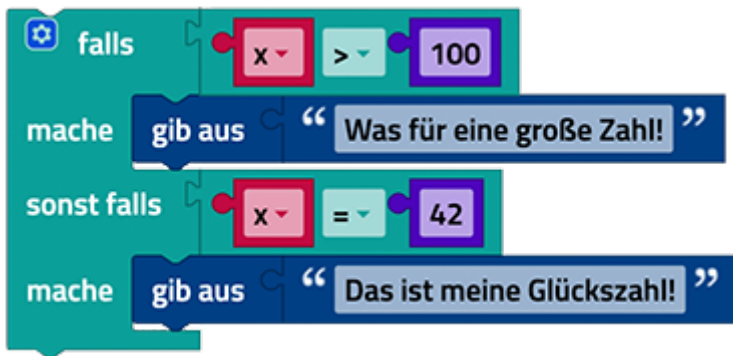 falls x > 100
mache gib aus “ Was für eine große Zahl! ”
sonst falls x = 42
mache gib aus “ Das ist meine Glückszahl! ”